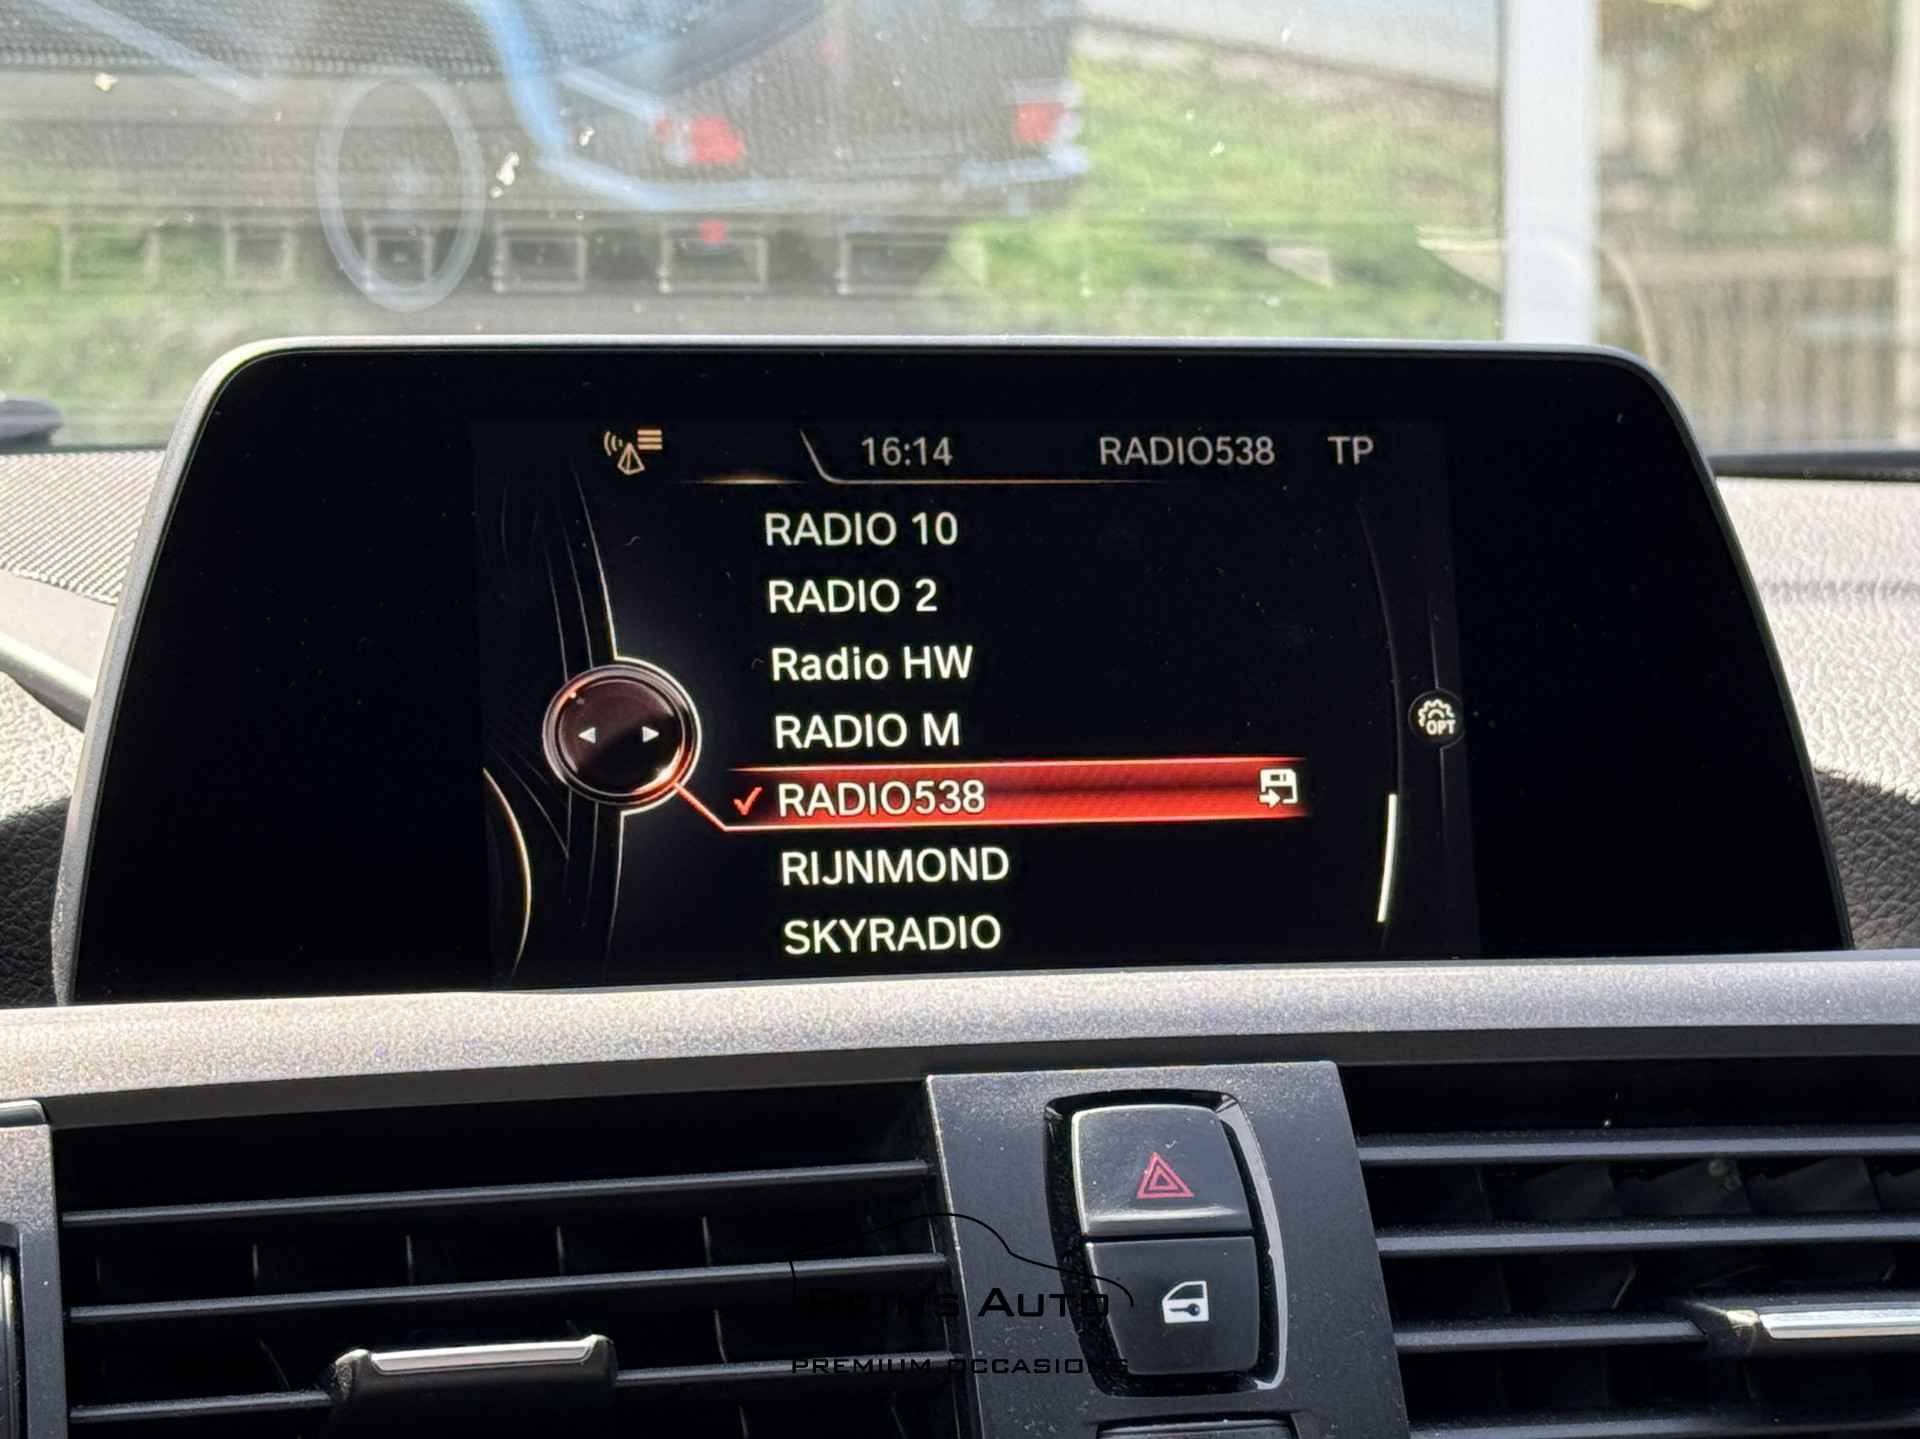 16:14 RADIO538 TP
RADIO 10
RADIO 2
Radio HW
RADIO M
RADIO538
OPT
RIJNMOND
SKYRADIO
Auto
PREMIUM OCCASIONS